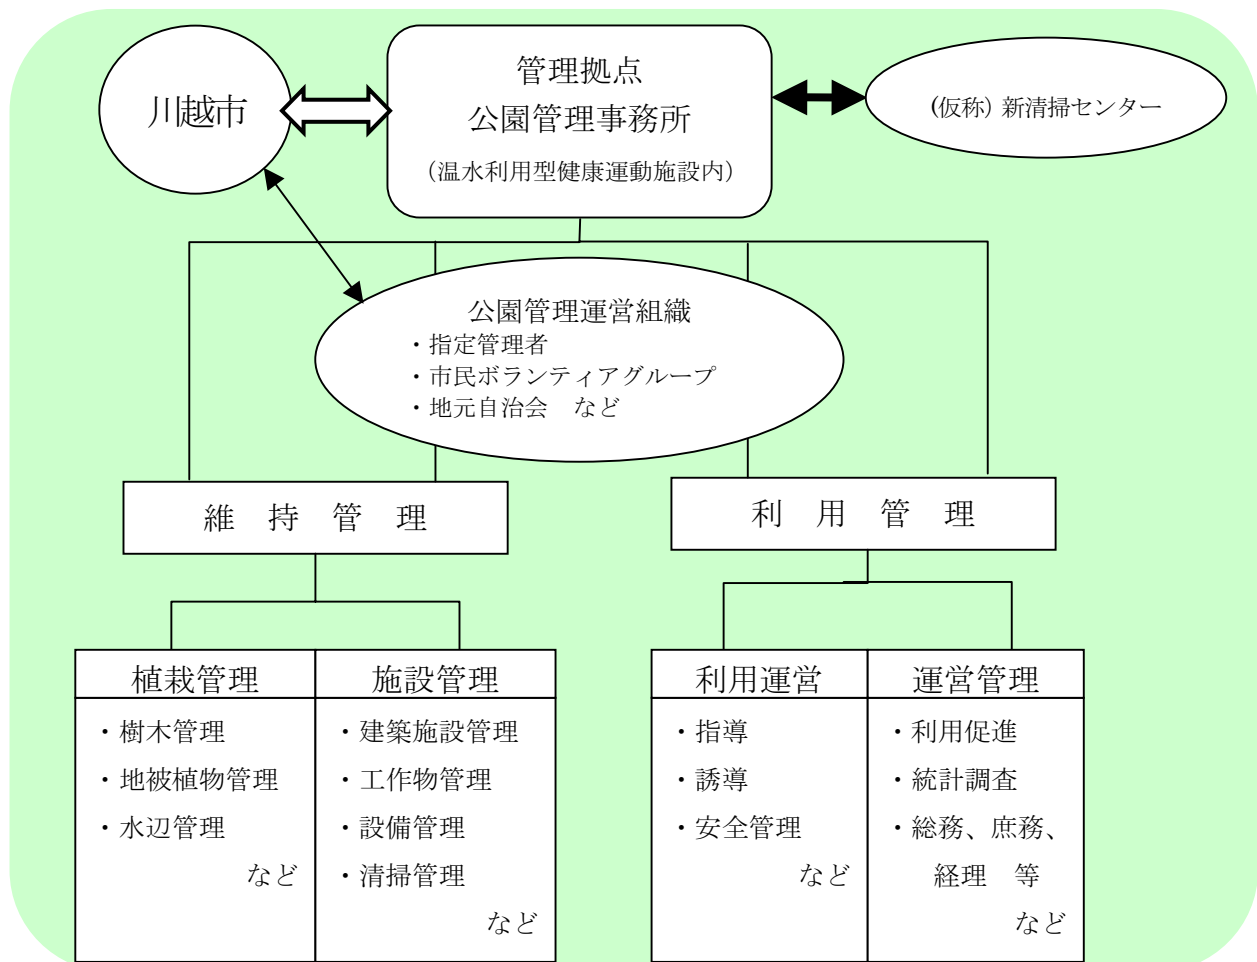 川越市
管理拠点
公園管理事務所
（温水利用型健康運動施設内）
(仮称) 新清掃センター
公園管理運営組織
・指定管理者
・市民ボランティアグループ
・地元自治会　など
維　持　管　理
利　用　管　理
植栽管理
・樹木管理
・地被植物管理
・水辺管理
など
施設管理
・建築施設管理
・工作物管理
・設備管理
・清掃管理
など
利用運営
・指導
・誘導
・安全管理
など
運営管理
・利用促進
・統計調査
・総務、庶務、
経理　等
など